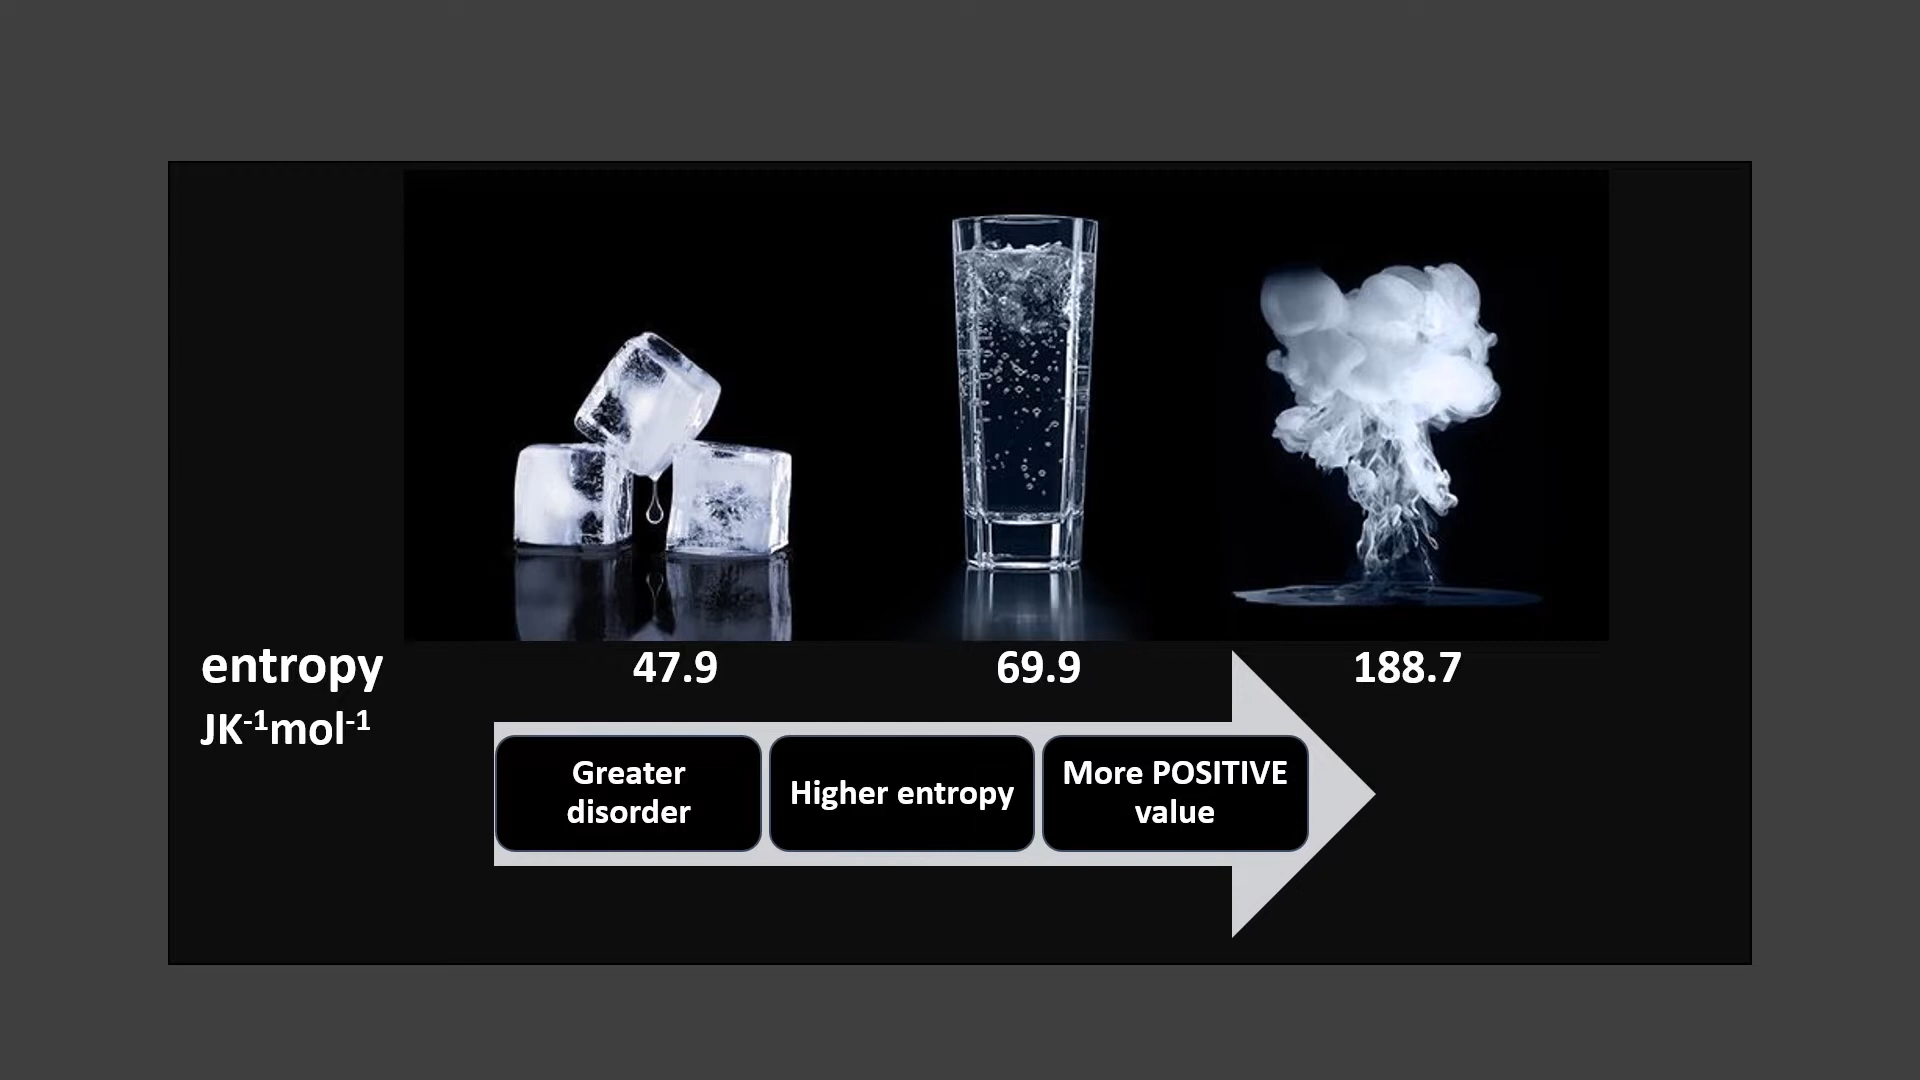 entropy 47.9 69.9 188.7
JK⁻¹mol⁻¹
Greater
disorder
Higher entropy
More POSITIVE
value